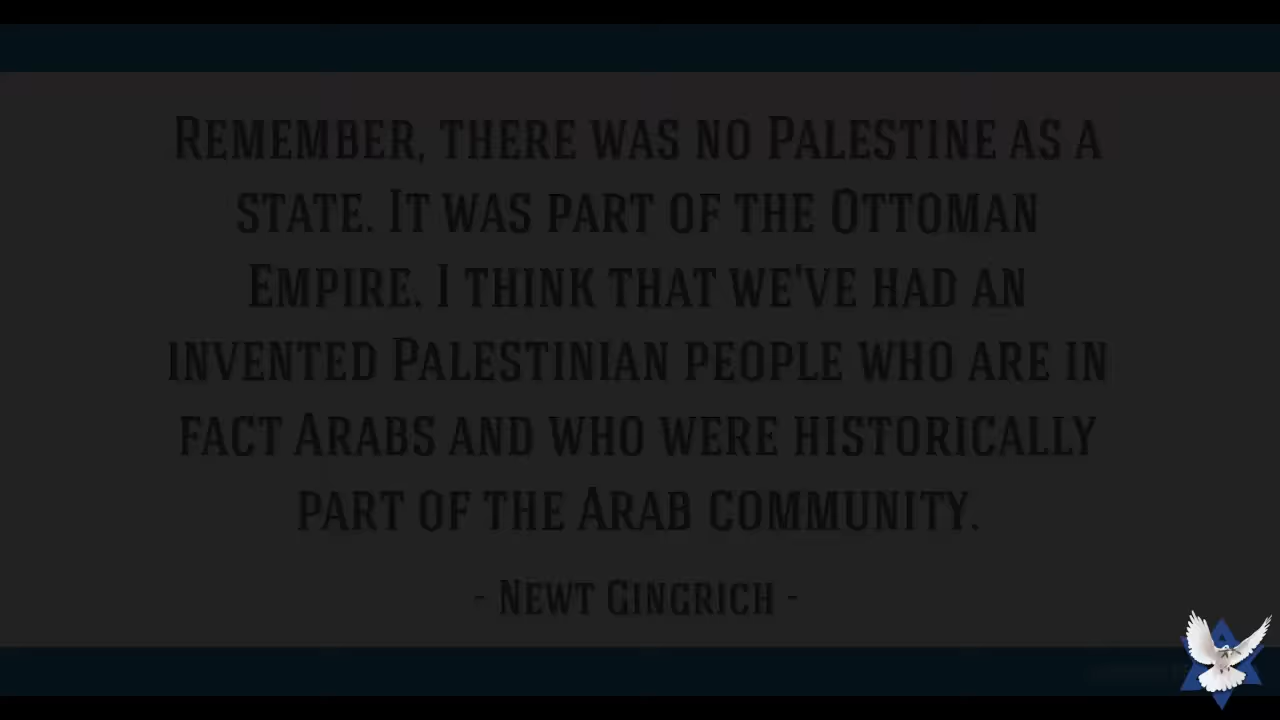 Remember, there was no Palestine as a
state. It was part of the Ottoman
Empire. I think that we've had an
invented Palestinian people who are in
fact Arabs and who were historically
part of the Arab community.
- Newt Gingrich -